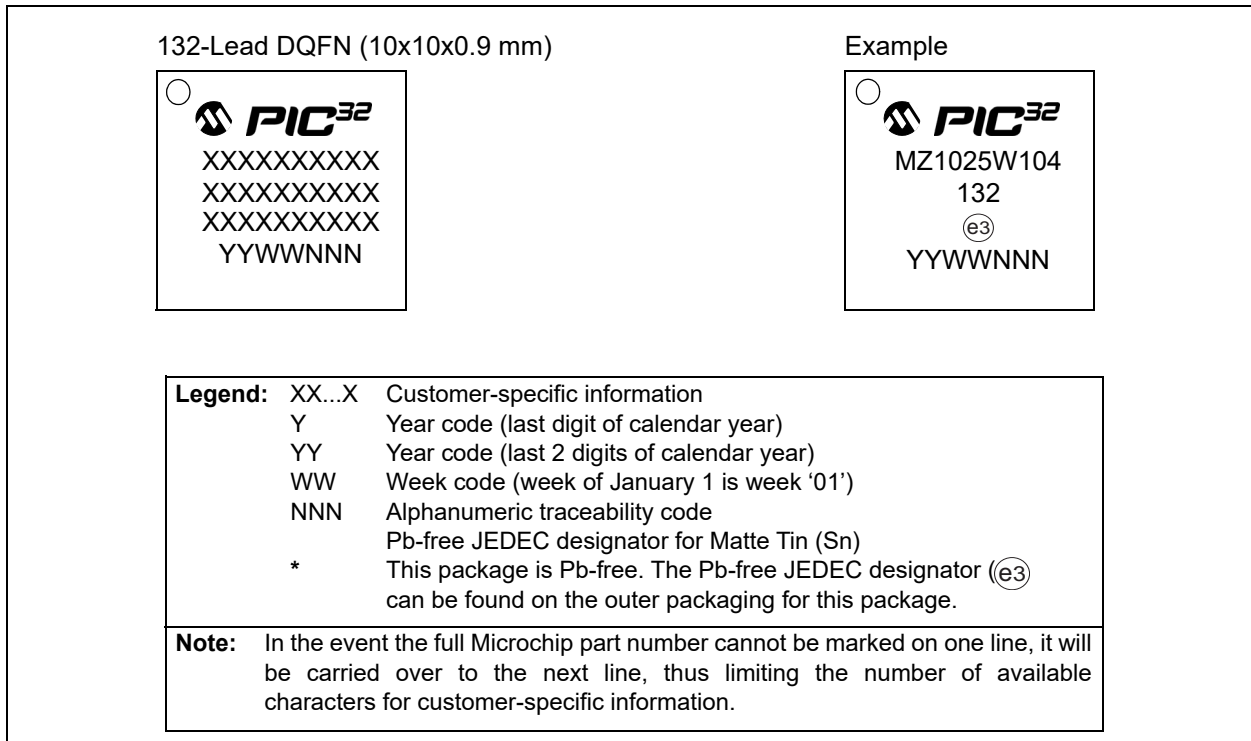 132-Lead DQFN (10x10x0.9 mm)
PIC32
XXXXXXXXXX
XXXXXXXXXX
XXXXXXXXXX
YYWWNNN
Example
PIC32
MZ1025W104
132
e3
YYWWNNN
Legend: XX...X Customer-specific information
Y Year code (last digit of calendar year)
YY Year code (last 2 digits of calendar year)
WW Week code (week of January 1 is week ‘01’)
NNN Alphanumeric traceability code
Pb-free JEDEC designator for Matte Tin (Sn)
* This package is Pb-free. The Pb-free JEDEC designator (e3)
can be found on the outer packaging for this package.
Note: In the event the full Microchip part number cannot be marked on one line, it will
be carried over to the next line, thus limiting the number of available
characters for customer-specific information.